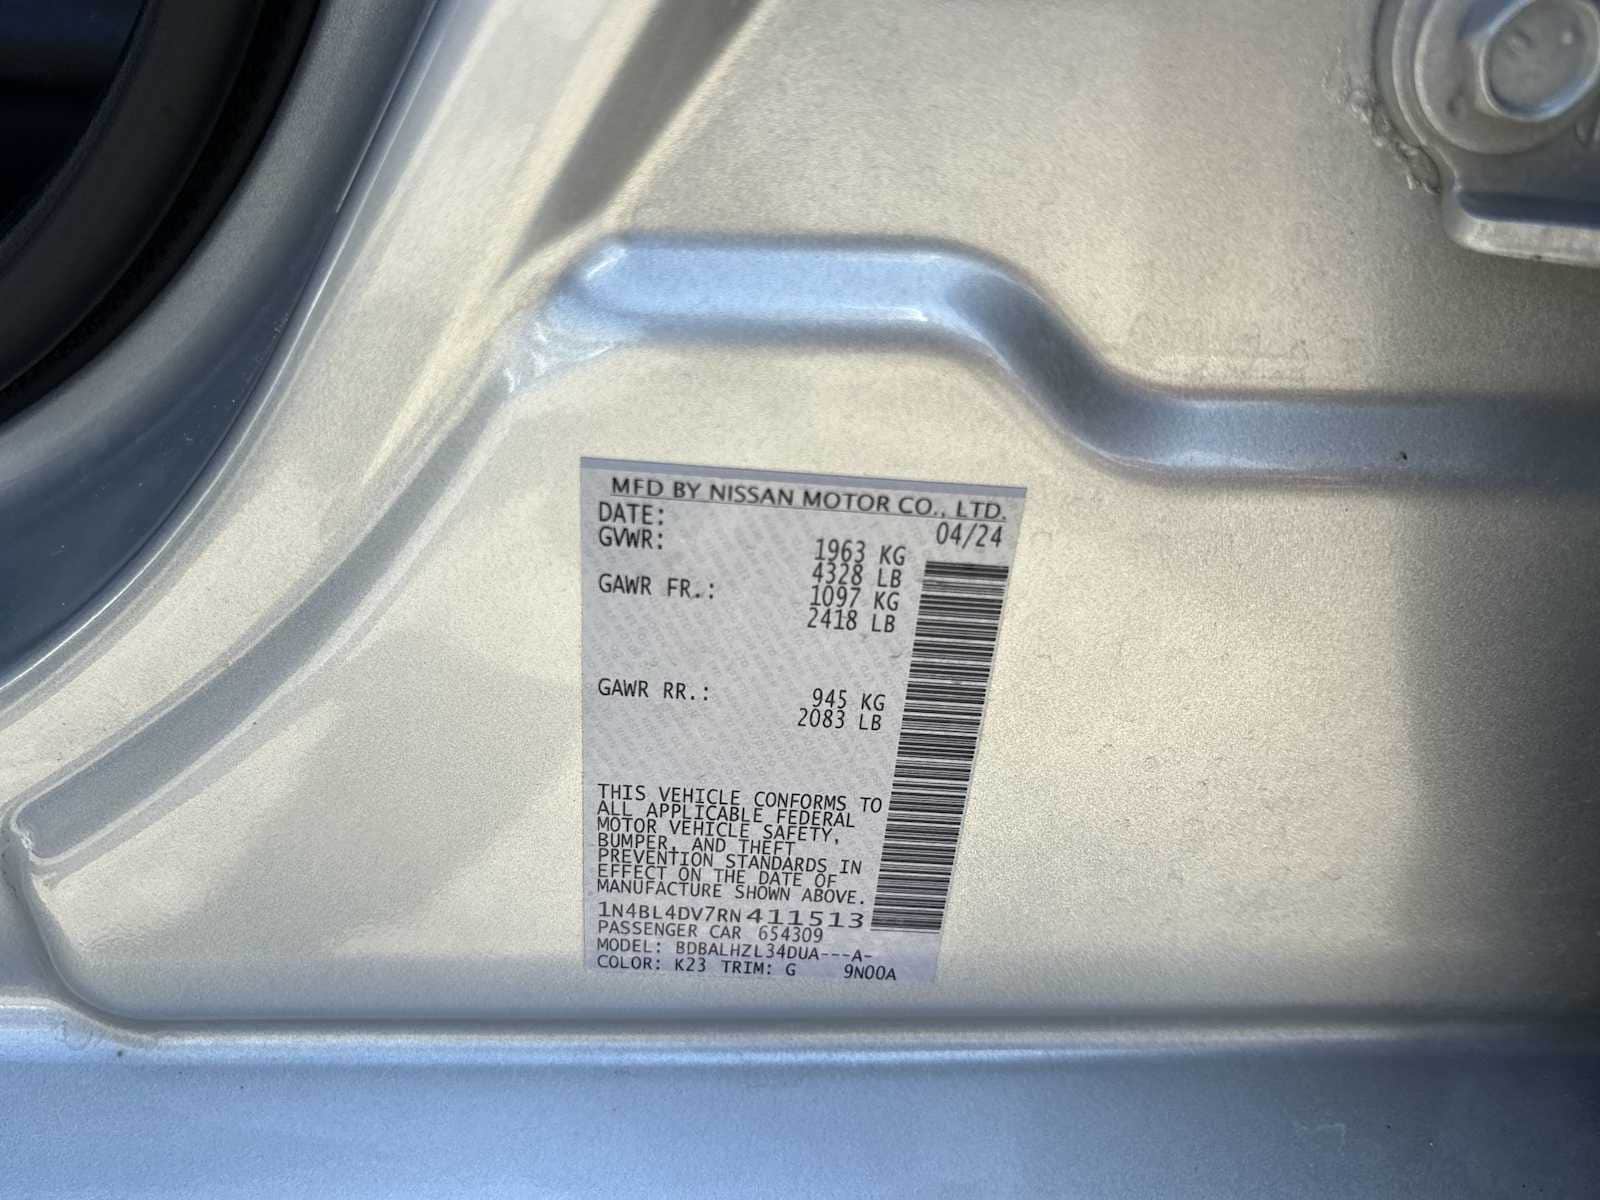 MFD BY NISSAN MOTOR CO., LTD.
DATE: 04/24
GVWR: 1963 KG
4328 LB
GAWR FR.: 1097 KG
2418 LB
GAWR RR.: 945 KG
2083 LB
THIS VEHICLE CONFORMS TO
ALL APPLICABLE FEDERAL
MOTOR VEHICLE SAFETY,
BUMPER, AND THEFT
PREVENTION STANDARDS IN
EFFECT ON THE DATE OF
MANUFACTURE SHOWN ABOVE.
1N4BL4DV7RN411513
PASSENGER CAR 654309
MODEL: BDBALHZL34DUA---A-
COLOR: K23 TRIM: G 9N00A